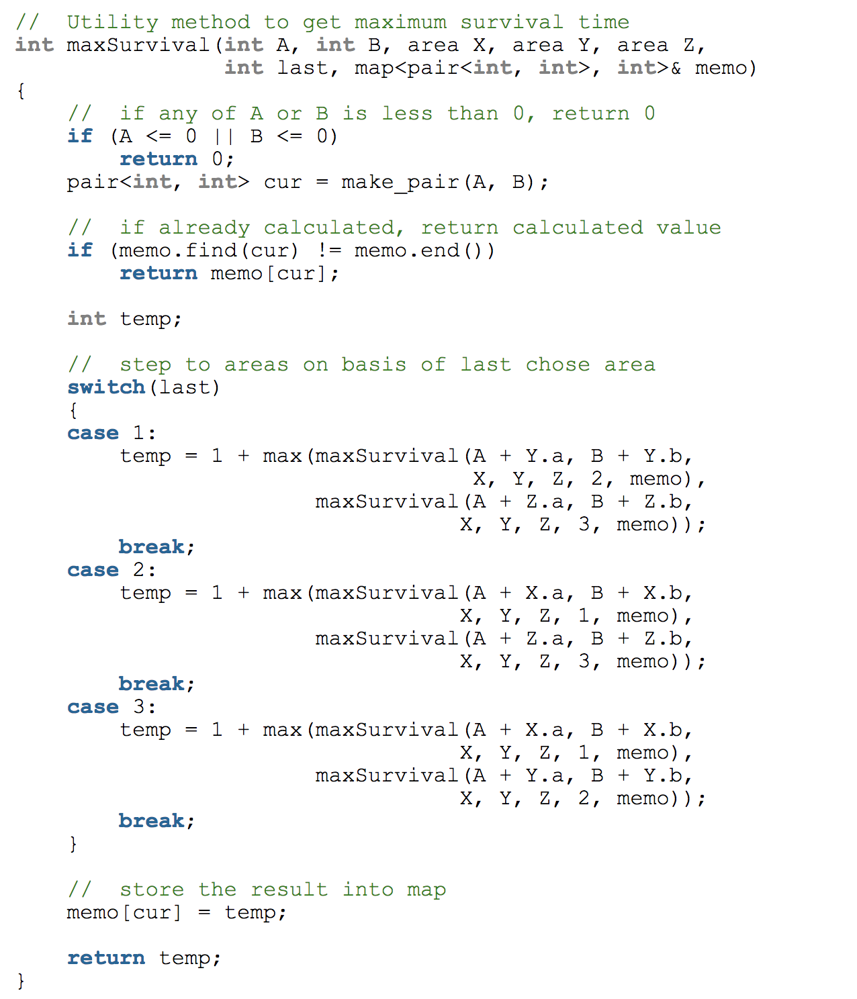 //  Utility method to get maximum survival time
int maxSurvival(int A, int B, area X, area Y, area Z,
                int last, map<pair<int, int>, int>& memo)
{
    //  if any of A or B is less than 0, return 0
    if (A <= 0 || B <= 0)
        return 0;
    pair<int, int> cur = make_pair(A, B);

    //  if already calculated, return calculated value
    if (memo.find(cur) != memo.end())
        return memo[cur];

    int temp;

    //  step to areas on basis of last chose area
    switch(last)
    {
    case 1:
        temp = 1 + max(maxSurvival(A + Y.a, B + Y.b,
                                   X, Y, Z, 2, memo),
                       maxSurvival(A + Z.a, B + Z.b,
                                  X, Y, Z, 3, memo));
        break;
    case 2:
        temp = 1 + max(maxSurvival(A + X.a, B + X.b,
                                  X, Y, Z, 1, memo),
                       maxSurvival(A + Z.a, B + Z.b,
                                  X, Y, Z, 3, memo));
        break;
    case 3:
        temp = 1 + max(maxSurvival(A + X.a, B + X.b,
                                  X, Y, Z, 1, memo),
                       maxSurvival(A + Y.a, B + Y.b,
                                  X, Y, Z, 2, memo));
        break;
    }

    //  store the result into map
    memo[cur] = temp;

    return temp;
}